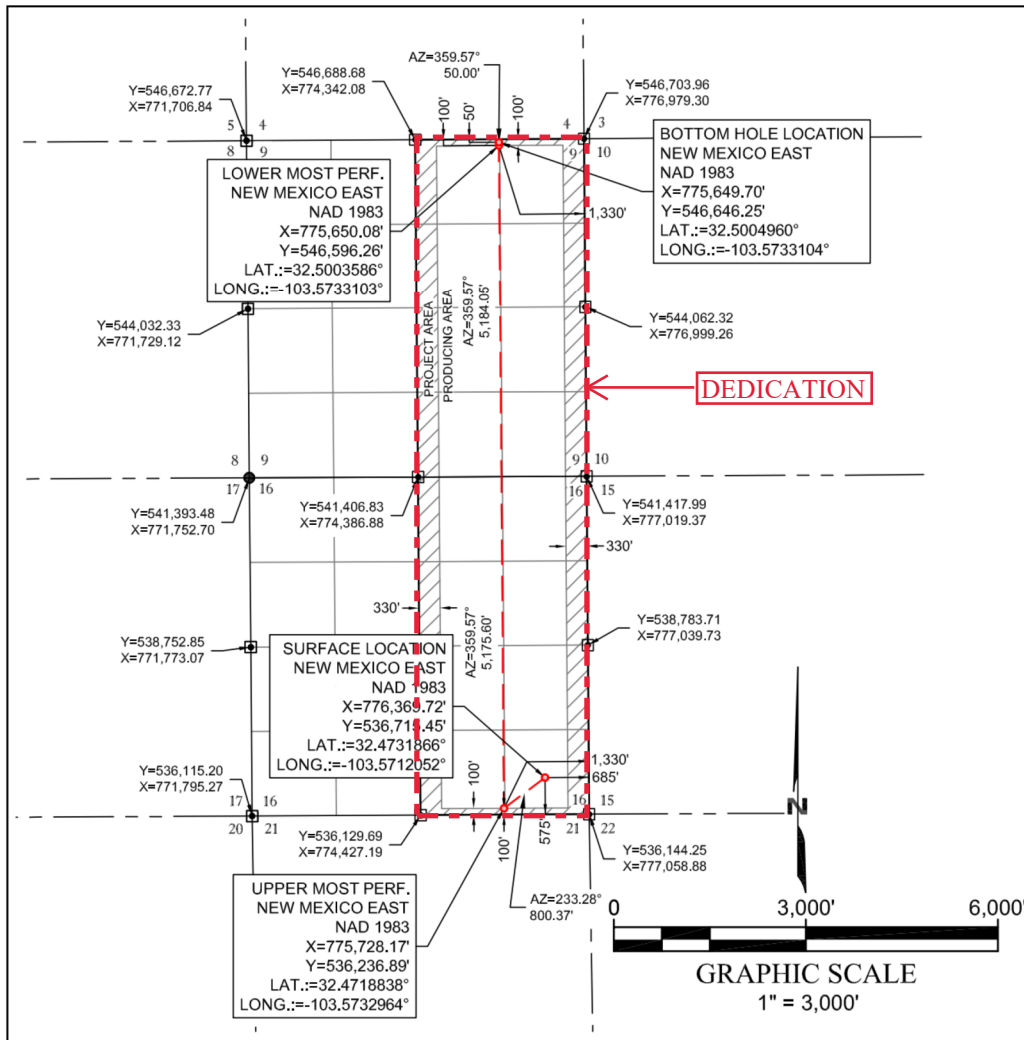 AZ=359.57°
50.00'
Y=546,672.77
X=771,706.84
Y=546,688.68
X=774,342.08
100'
50'
100'
Y=546,703.96
X=776,979.30
5 4
8 9
4 3
9 10
LOWER MOST PERF.
NEW MEXICO EAST
NAD 1983
X=775,650.08'
Y=546,596.26'
LAT.:=32.5003586°
LONG.:=-103.5733103°
BOTTOM HOLE LOCATION
NEW MEXICO EAST
NAD 1983
X=775,649.70'
Y=546,646.25'
LAT.:=32.5004960°
LONG.:=-103.5733104°
1,330'
Y=544,032.33
X=771,729.12
PROJECT AREA
PRODUCING AREA
AZ=359.57°
5,184.05'
Y=544,062.32
X=776,999.26
DEDICATION
8 9
17 16
9 10
16 15
Y=541,393.48
X=771,752.70
Y=541,406.83
X=774,386.88
Y=541,417.99
X=777,019.37
330'
330'
AZ=359.57°
5,175.60'
Y=538,752.85
X=771,773.07
Y=538,783.71
X=777,039.73
SURFACE LOCATION
NEW MEXICO EAST
NAD 1983
X=776,369.72'
LAT.:=32.4731866°
LONG.:=-103.5712052°
1,330'
685'
100'
Y=536,115.20
X=771,795.27
17 16
20 21
16 15
21 22
Y=536,129.69
X=774,427.19
100'
575'
Y=536,144.25
X=777,058.88
AZ=233.28°
800.37'
UPPER MOST PERF.
NEW MEXICO EAST
NAD 1983
X=775,728.17'
Y=536,236.89'
LAT.:=32.4718838°
LONG.:=-103.5732964°
N
0 3,000' 6,000'
GRAPHIC SCALE
1" = 3,000'